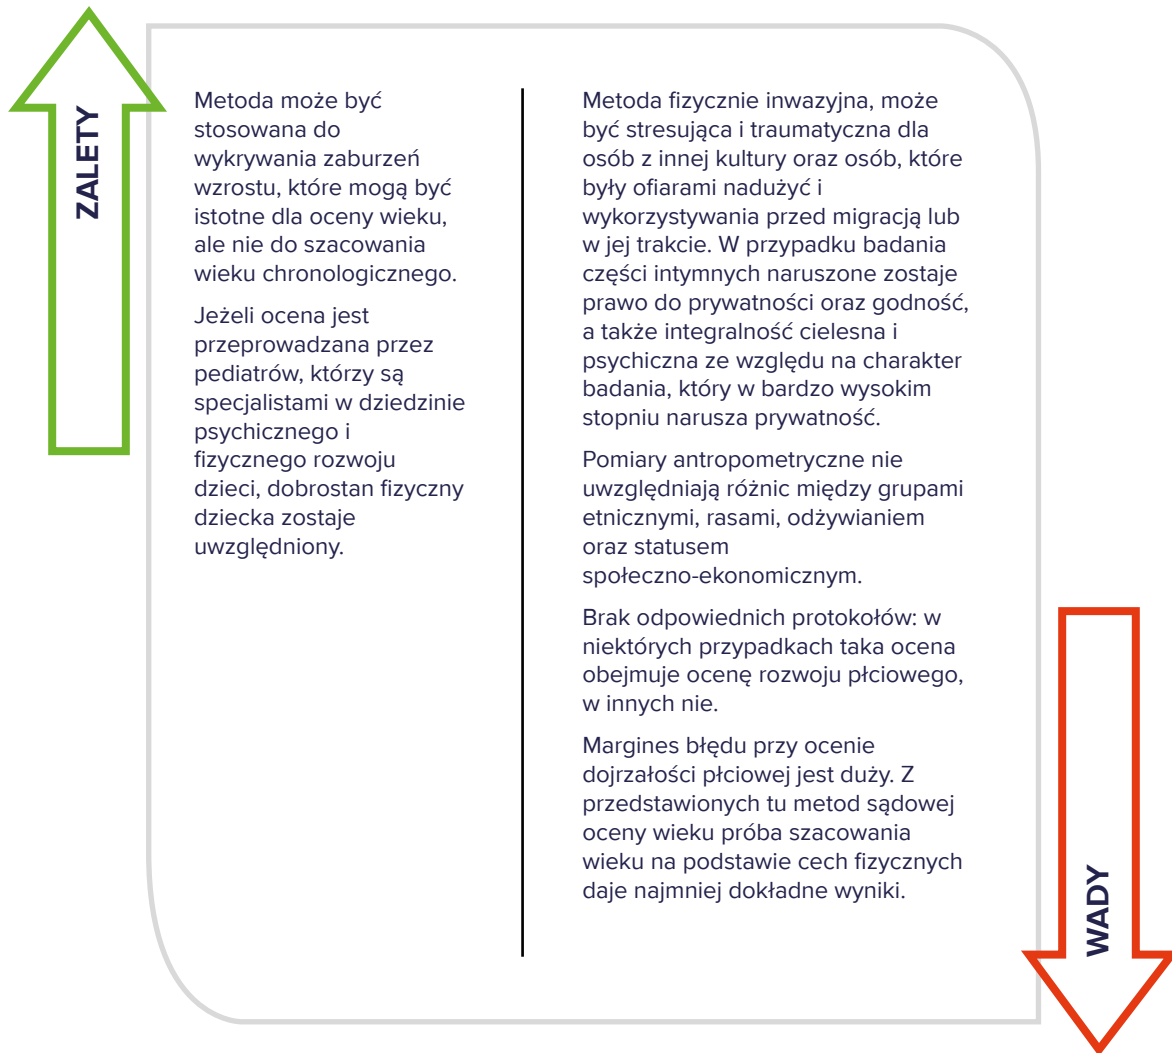 ZALETY
Metoda może być
stosowana do
wykrywania zaburzeń
wzrostu, które mogą być
istotne dla oceny wieku,
ale nie do szacowania
wieku chronologicznego.
Jeżeli ocena jest
przeprowadzana przez
pediatrów, którzy są
specjalistami w dziedzinie
psychicznego i
fizycznego rozwoju
dzieci, dobrostan fizyczny
dziecka zostaje
uwzględniony.
Metoda fizycznie inwazyjna, może
być stresująca i traumatyczna dla
osób z innej kultury oraz osób, które
były ofiarami nadużyć i
wykorzystywania przed migracją lub
w jej trakcie. W przypadku badania
części intymnych naruszone zostaje
prawo do prywatności oraz godność,
a także integralność cielesna i
psychiczna ze względu na charakter
badania, który w bardzo wysokim
stopniu narusza prywatność.
Pomiary antropometryczne nie
uwzględniają różnic między grupami
etnicznymi, rasami, odżywianiem
oraz statusem
społeczno-ekonomicznym.
Brak odpowiednich protokołów: w
niektórych przypadkach taka ocena
obejmuje ocenę rozwoju płciowego,
w innych nie.
Margines błędu przy ocenie
dojrzałości płciowej jest duży. Z
przedstawionych tu metod sądowej
oceny wieku próba szacowania
wieku na podstawie cech fizycznych
daje najmniej dokładne wyniki.
WADY